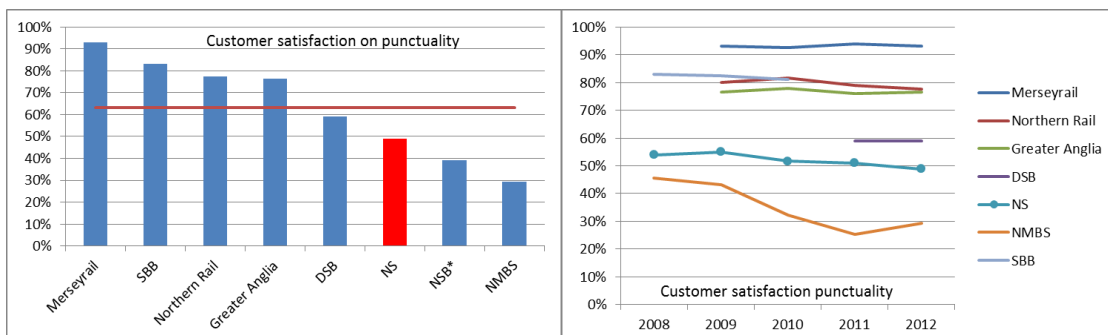 Customer satisfaction on punctuality
100%
90%
80%
70%
60%
50%
40%
30%
20%
10%
0%
Merseyrail
SBB
Northern Rail
Greater Anglia
DSB
NS
NSB*
NMBS
100%
90%
80%
70%
60%
50%
40%
30%
20%
10%
0%
Customer satisfaction punctuality
2008
2009
2010
2011
2012
Merseyrail
Northern Rail
Greater Anglia
DSB
NS
NMBS
SBB